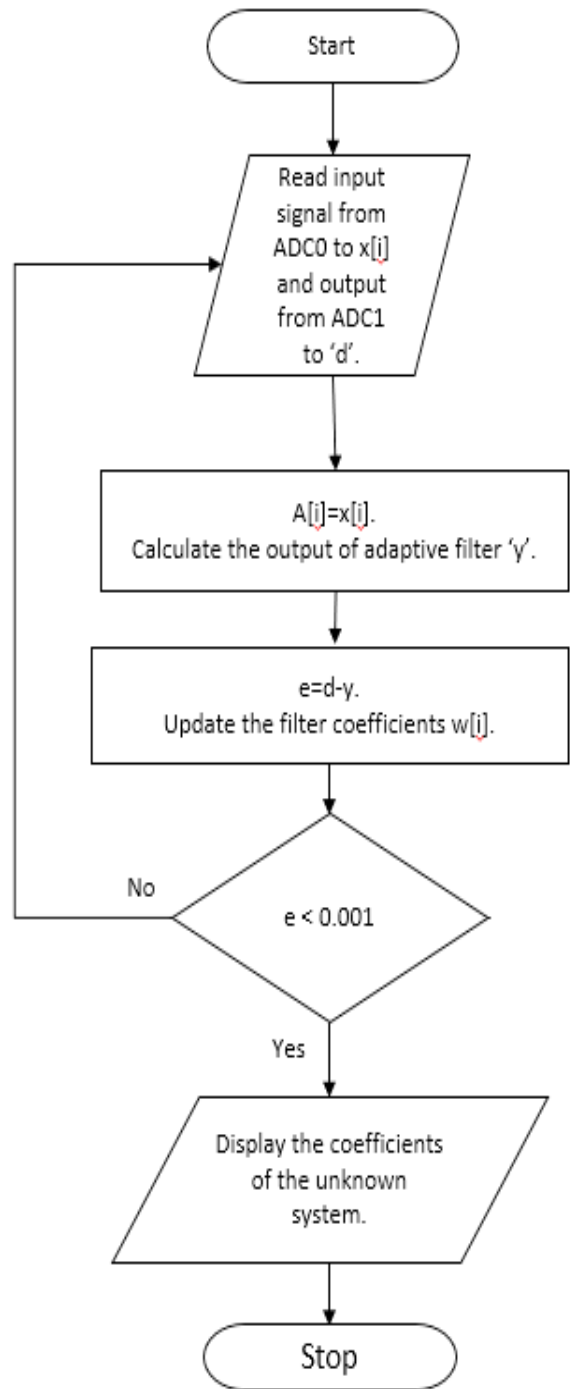 Start
Read input
signal from
ADC0 to x[i]
and output
from ADC1
to ‘d’.
A[i]=x[i].
Calculate the output of adaptive filter ‘y’.
e=d-y.
Update the filter coefficients w[i].
No
e < 0.001
Yes
Display the coefficients
of the unknown
system.
Stop